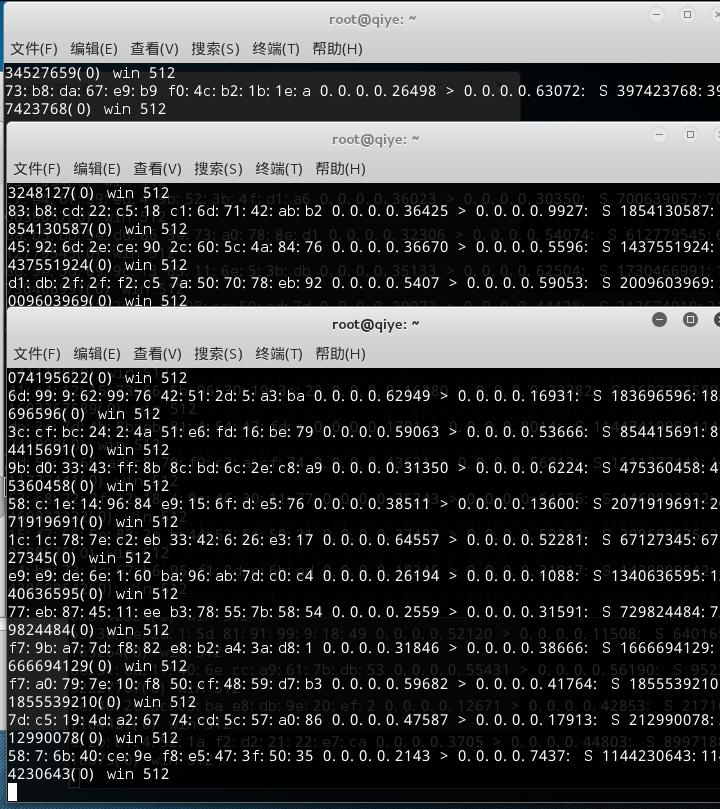 root@qiye: ~
文件(F) 编辑(E) 查看(V) 搜索(S) 终端(T) 帮助(H)
34527659(0) win 512
73:b8:da:67:e9:b9 f0:4c:b2:1b:1e:a 0.0.0.0.26498 > 0.0.0.0.63072: S 397423768:39
7423768(0) win 512
root@qiye: ~
文件(F) 编辑(E) 查看(V) 搜索(S) 终端(T) 帮助(H)
3248127(0) win 512
83:b8:cd:22:c5:18 c1:6d:71:42:ab:b2 0.0.0.0.36425 > 0.0.0.0.9927: S 1854130587:
854130587(0) win 512
45:92:6d:2e:ce:90 2c:60:5c:4a:84:76 0.0.0.0.36670 > 0.0.0.0.5596: S 1437551924:
437551924(0) win 512
d1:db:2f:2f:f2:c5 7a:50:70:78:eb:92 0.0.0.0.5407 > 0.0.0.0.59053: S 2009603969:
009603969(0) win 512
root@qiye: ~
文件(F) 编辑(E) 查看(V) 搜索(S) 终端(T) 帮助(H)
074195622(0) win 512
6d:99:9:62:99:76 42:51:2d:5:a3:ba 0.0.0.0.62949 > 0.0.0.0.16931: S 183696596:18
696596(0) win 512
3c:cf:bc:24:2:4a 51:e6:fd:16:be:79 0.0.0.0.59063 > 0.0.0.0.53666: S 854415691:8
4415691(0) win 512
9b:d0:33:43:ff:8b 8c:bd:6c:2e:c8:a9 0.0.0.0.31350 > 0.0.0.0.6224: S 475360458:4
5360458(0) win 512
58:c:1e:14:96:84 e9:15:6f:d:e5:76 0.0.0.0.38511 > 0.0.0.0.13600: S 2071919691:2
71919691(0) win 512
1c:1c:78:7e:c2:eb 33:42:6:26:e3:17 0.0.0.0.64557 > 0.0.0.0.52281: S 67127345:67
27345(0) win 512
e9:e9:de:6e:1:60 ba:96:ab:7d:c0:c4 0.0.0.0.26194 > 0.0.0.0.1088: S 1340636595:1
40636595(0) win 512
77:eb:87:45:11:ee b3:78:55:7b:58:54 0.0.0.0.2559 > 0.0.0.0.31591: S 729824484:7
9824484(0) win 512
f7:9b:a7:7d:f8:82 e8:b2:a4:3a:d8:1 0.0.0.0.31846 > 0.0.0.0.38666: S 1666694129:
666694129(0) win 512
f7:a0:79:7e:10:f8 50:cf:48:59:d7:b3 0.0.0.0.59682 > 0.0.0.0.41764: S 1855539210
1855539210(0) win 512
7d:c5:19:4d:a2:67 74:cd:5c:57:a0:86 0.0.0.0.47587 > 0.0.0.0.17913: S 212990078:
12990078(0) win 512
58:7:6b:40:ce:9e f8:e5:47:3f:50:35 0.0.0.0.2143 > 0.0.0.0.7437: S 1144230643:11
4230643(0) win 512